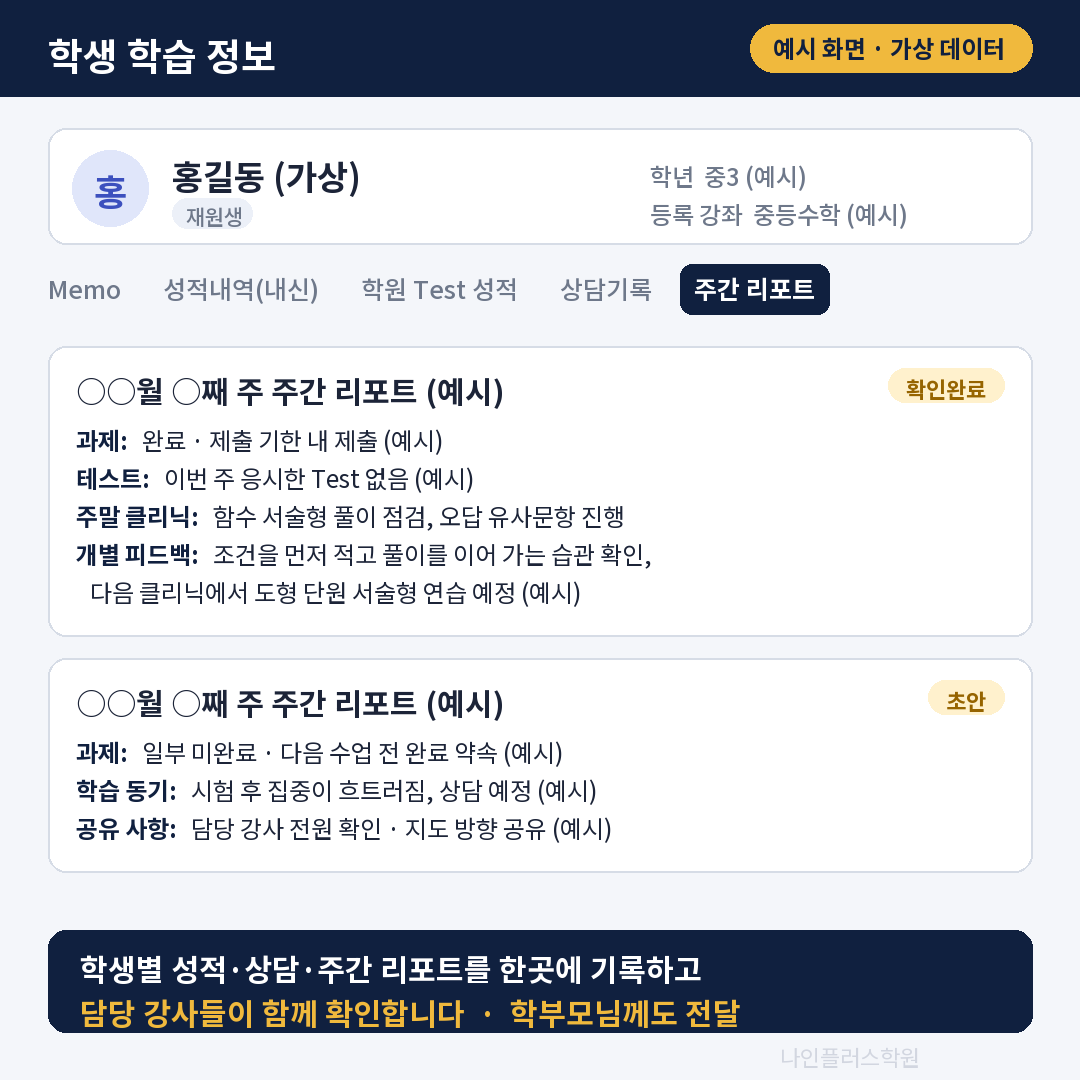 학생 학습 정보
예시 화면 · 가상 데이터
홍
홍길동 (가상)
재원생
학년 중3 (예시)
등록 강좌 중등수학 (예시)
Memo 성적내역(내신) 학원 Test 성적 상담기록 주간 리포트
○○월 ○째 주 주간 리포트 (예시)
확인완료
과제: 완료 · 제출 기한 내 제출 (예시)
테스트: 이번 주 응시한 Test 없음 (예시)
주말 클리닉: 함수 서술형 풀이 점검, 오답 유사문항 진행
개별 피드백: 조건을 먼저 적고 풀이를 이어 가는 습관 확인,
다음 클리닉에서 도형 단원 서술형 연습 예정 (예시)
○○월 ○째 주 주간 리포트 (예시)
초안
과제: 일부 미완료 · 다음 수업 전 완료 약속 (예시)
학습 동기: 시험 후 집중이 흐트러짐, 상담 예정 (예시)
공유 사항: 담당 강사 전원 확인 · 지도 방향 공유 (예시)
학생별 성적·상담·주간 리포트를 한곳에 기록하고
담당 강사들이 함께 확인합니다 · 학부모님께도 전달
나인플러스학원